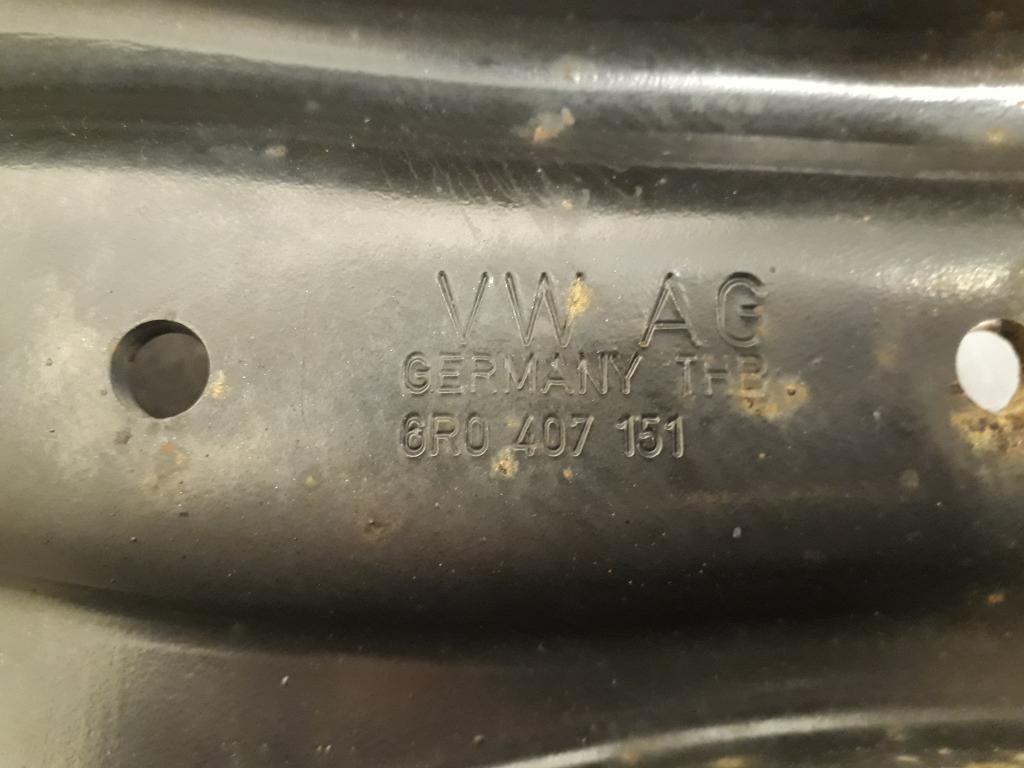 VW AG
GERMANY THB
6R0 407 151